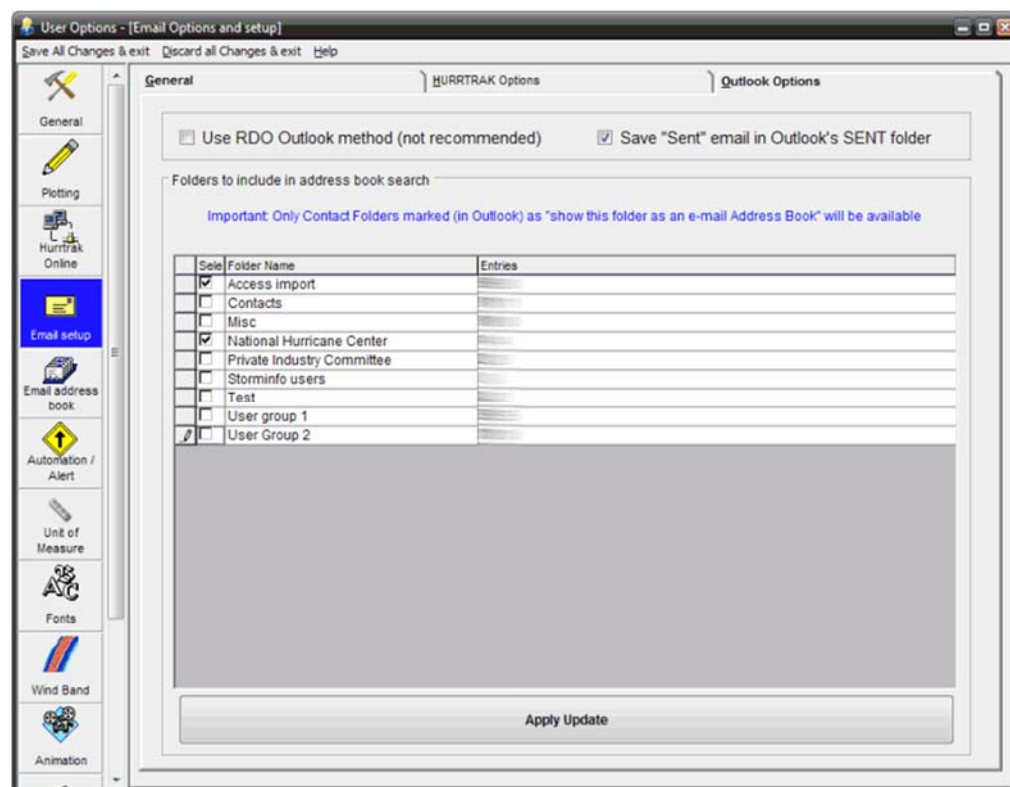 User Options - [Email Options and setup]
Save All Changes & exit Discard all Changes & exit Help
General
Plotting
Hurrtrak
Online
Email setup
Email address
book
Automation /
Alert
Unit of
Measure
Fonts
Wind Band
Animation
General
HURRTRAK Options
Outlook Options
Use RDO Outlook method (not recommended)
Save "Sent" email in Outlook's SENT folder
Folders to include in address book search
Important: Only Contact Folders marked (in Outlook) as "show this folder as an e-mail Address Book" will be available
Sele Folder Name Entries
Access import
Contacts
Misc
National Hurricane Center
Private Industry Committee
Storminfo users
Test
User group 1
User Group 2
Apply Update